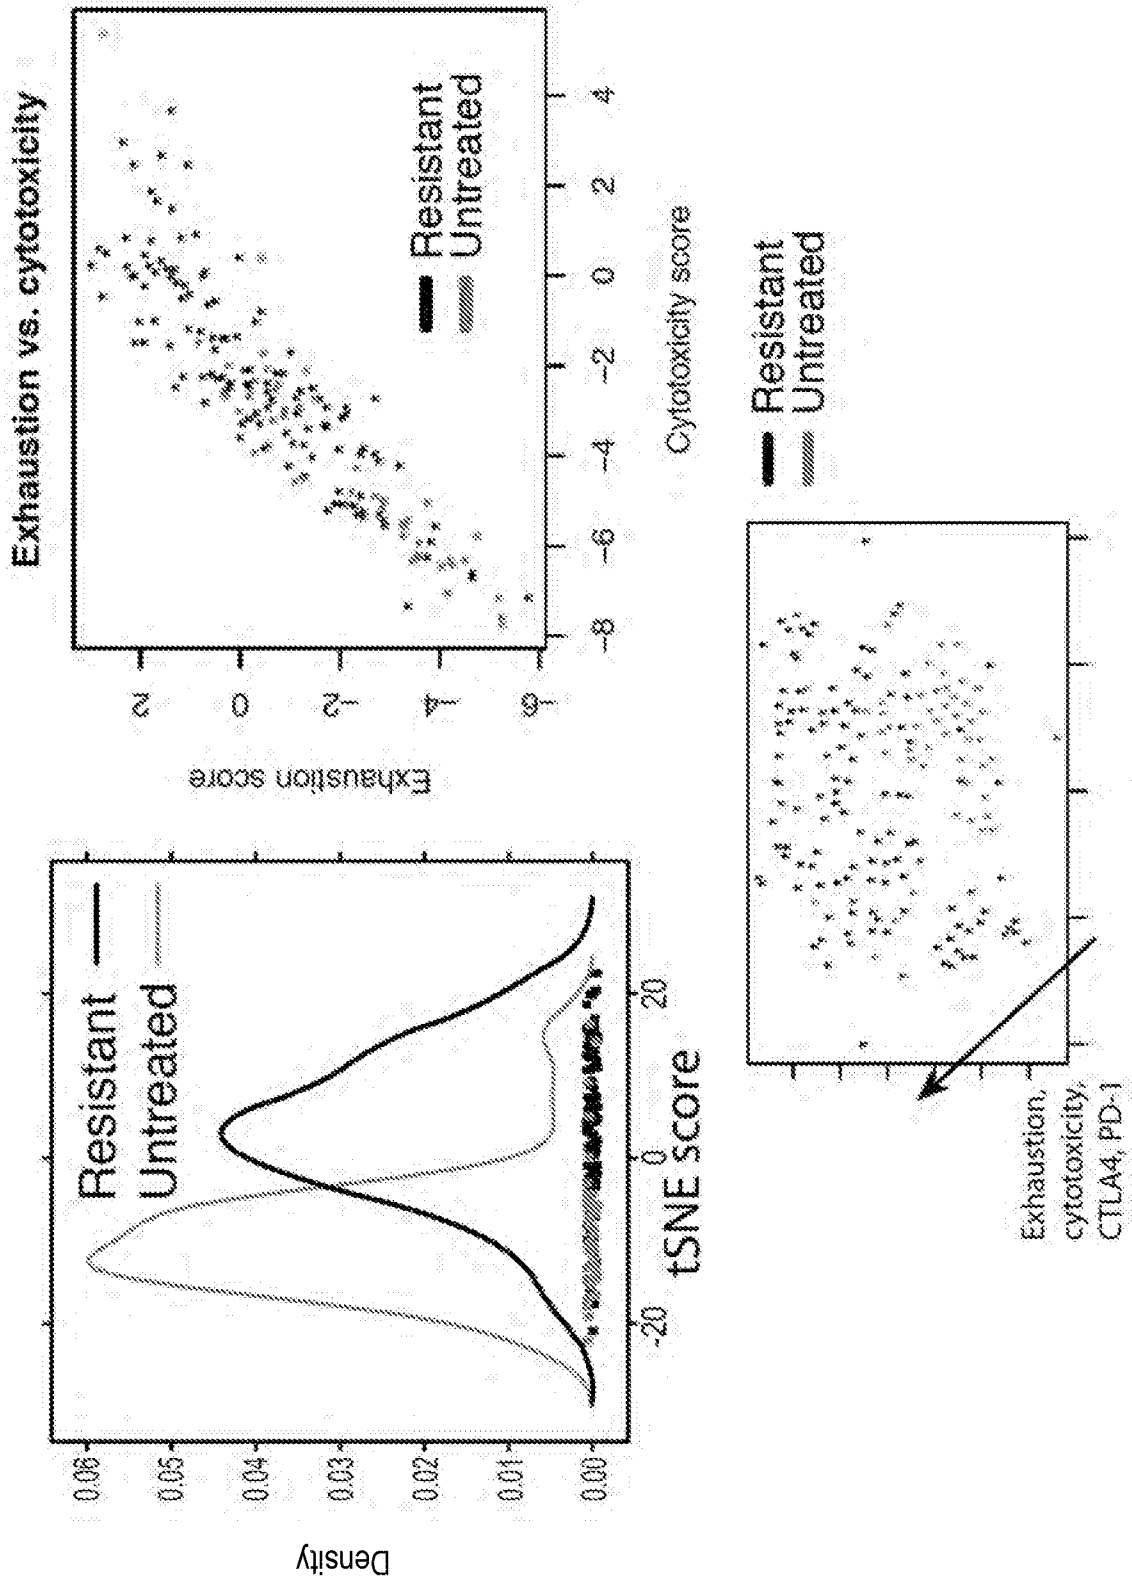 Exhaustion vs. cytotoxicity
Exhaustion score
2
0
-2
-4
-6
Resistant
Untreated
-8
-6
-4
-2
0
2
4
Cytotoxicity score
Density
0.06
0.05
0.04
0.03
0.02
0.01
0.00
Resistant
Untreated
-20
0
20
tSNE score
Resistant
Untreated
Exhaustion,
cytotoxicity,
CTLA4, PD-1